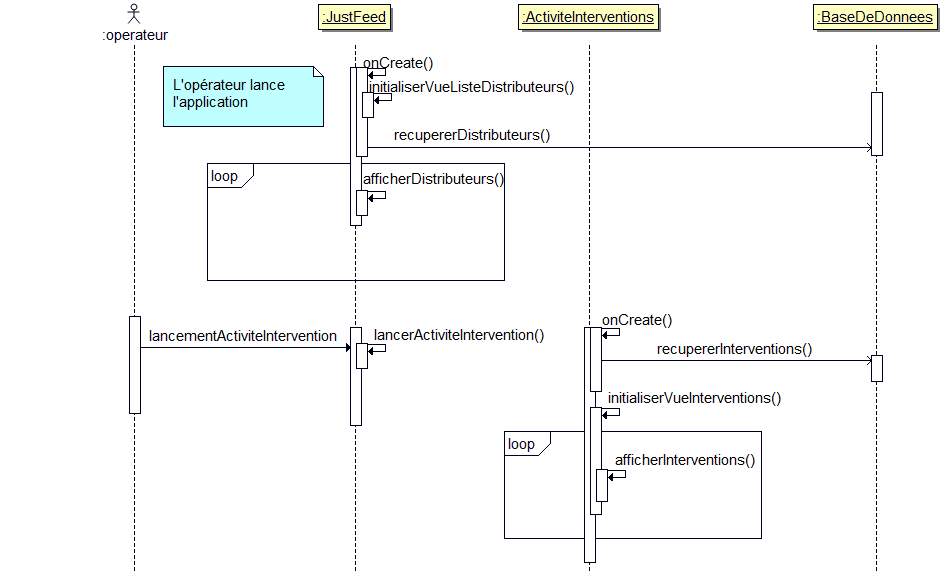 :operateur
:JustFeed
:ActiviteInterventions
:BaseDeDonnees
L'opérateur lance
l'application
onCreate()
initialiserVueListeDistributeurs()
recupererDistributeurs()
loop
afficherDistributeurs()
lancementActiviteIntervention
lancerActiviteIntervention()
onCreate()
recupererInterventions()
initialiserVueInterventions()
loop
afficherInterventions()